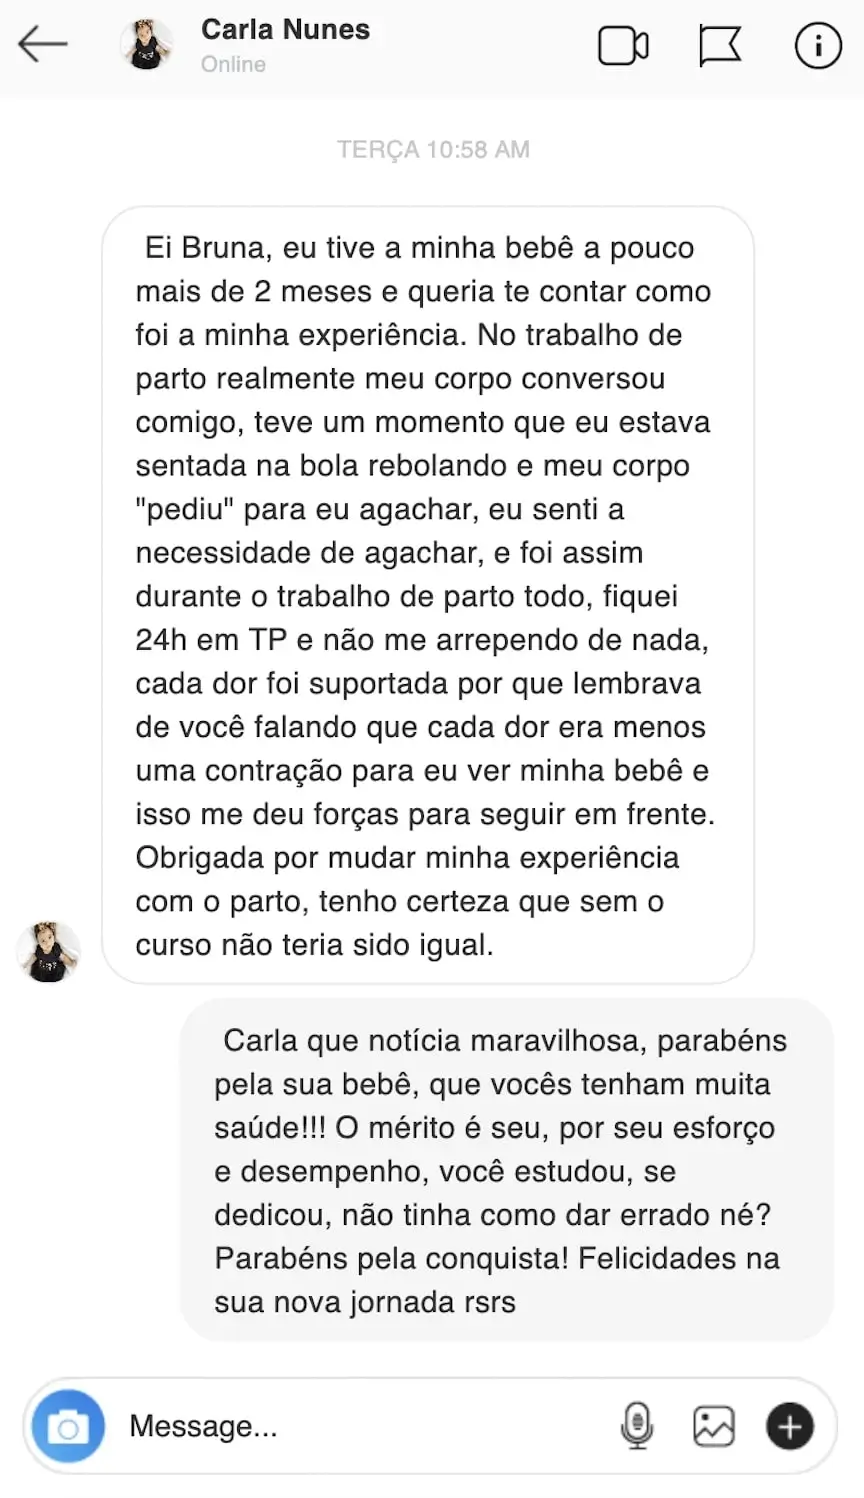 Carla Nunes
Online
TERÇA 10:58 AM
Ei Bruna, eu tive a minha bebê a pouco
mais de 2 meses e queria te contar como
foi a minha experiência. No trabalho de
parto realmente meu corpo conversou
comigo, teve um momento que eu estava
sentada na bola rebolando e meu corpo
"pediu" para eu agachar, eu senti a
necessidade de agachar, e foi assim
durante o trabalho de parto todo, fiquei
24h em TP e não me arrependo de nada,
cada dor foi suportada por que lembrava
de você falando que cada dor era menos
uma contração para eu ver minha bebê e
isso me deu forças para seguir em frente.
Obrigada por mudar minha experiência
com o parto, tenho certeza que sem o
curso não teria sido igual.
Carla que notícia maravilhosa, parabéns
pela sua bebê, que vocês tenham muita
saúde!!! O mérito é seu, por seu esforço
e desempenho, você estudou, se
dedicou, não tinha como dar errado né?
Parabéns pela conquista! Felicidades na
sua nova jornada rsrs
Message...